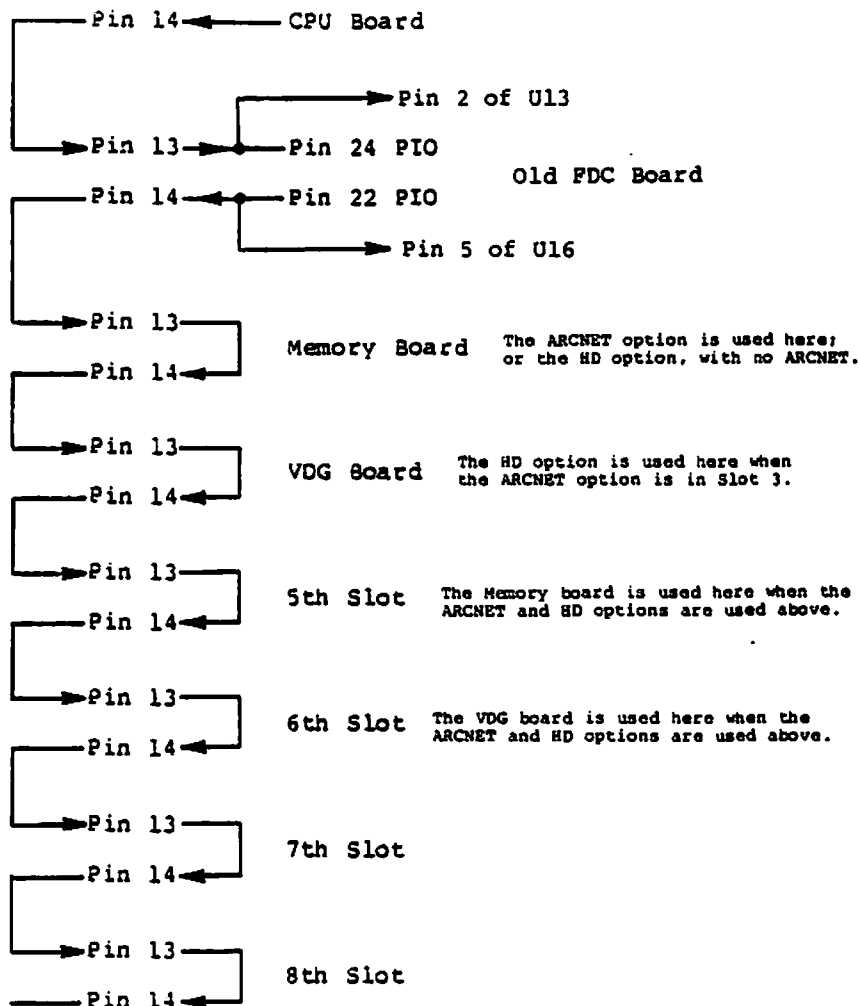 Pin 14 CPU Board
Pin 2 of U13
Pin 13 Pin 24 PIO
Old FDC Board
Pin 14 Pin 22 PIO
Pin 5 of U16
Pin 13
Memory Board The ARCNET option is used here;
or the HD option, with no ARCNET.
Pin 14
Pin 13
VDG Board The HD option is used here when
the ARCNET option is in Slot 3.
Pin 14
Pin 13
5th Slot The Memory board is used here when the
ARCNET and HD options are used above.
Pin 14
Pin 13
6th Slot The VDG board is used here when the
ARCNET and HD options are used above.
Pin 14
Pin 13
7th Slot
Pin 14
Pin 13
8th Slot
Pin 14